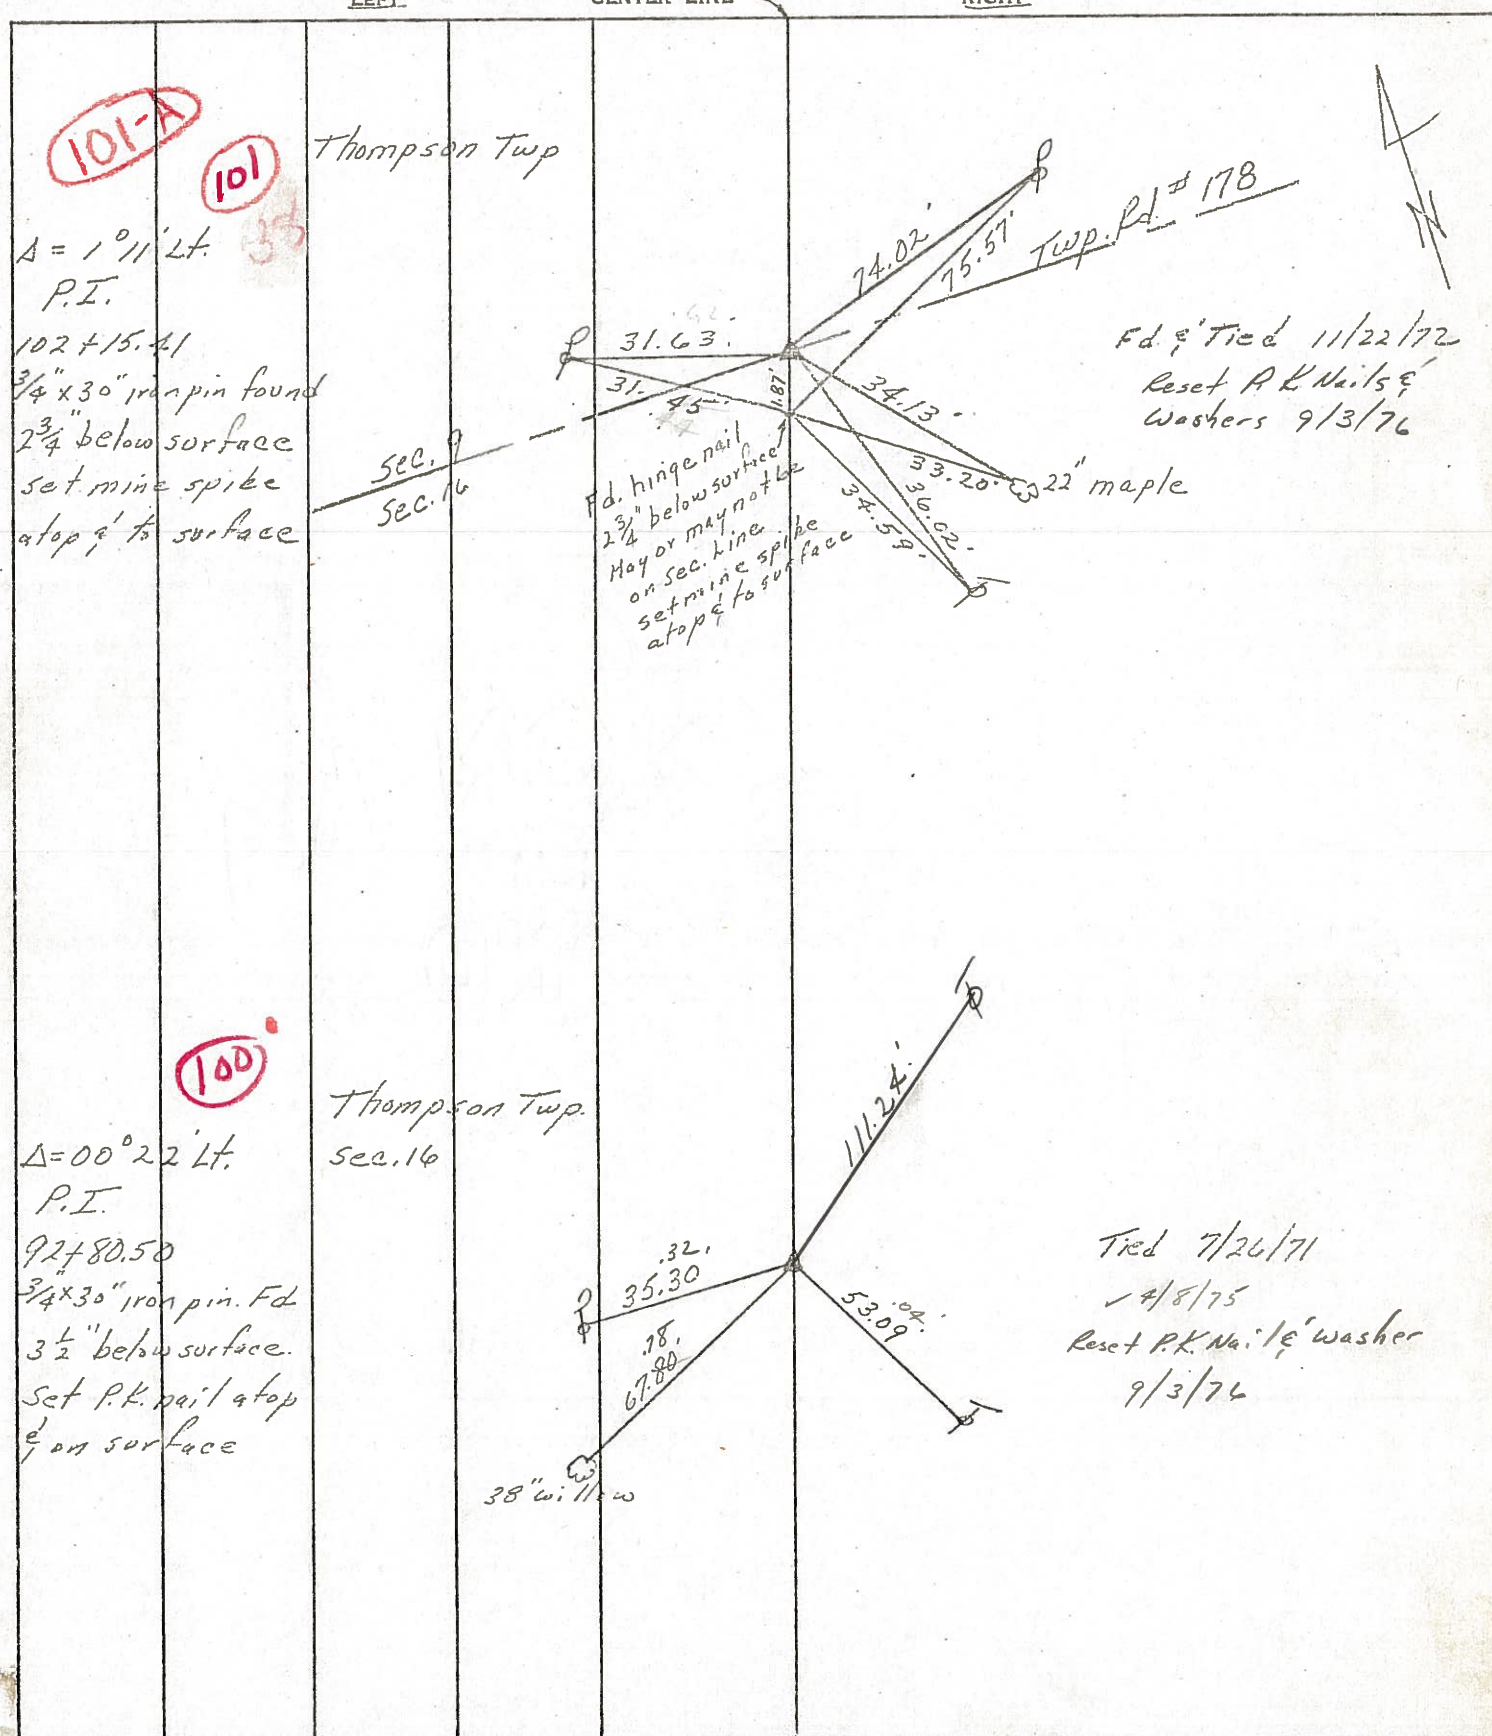 LEFT
CENTER LINE
RIGHT
101-A
101
Thompson Twp
Δ = 1°11' Lt.
P.I.
102+15.41
3/4" x 30" iron pin found
2 3/4" below surface
set mine spike
atop & to surface
74.02'
75.57'
Twp. Rd. # 178
31.63'
31.45'
1.87'
34.13'
33.20'
36.02'
34.59'
22" maple
sec. 9
sec. 16
Fd. hinge nail
2 3/4" below surface
May or may not be
on sec. Line
set mine spike
atop & to surface
Fd. & Tied 11/22/72
Reset P.K. Nails &
Washers 9/3/76
N
100
Thompson Twp.
sec. 16
Δ=00°22' Lt.
P.I.
92+80.50
3/4" x 30" iron pin. Fd
3 1/2" below surface.
Set P.K. nail atop
& on surface
111.24'
.32'
35.30
.78'
67.80
.04'
53.09
38" willow
Tied 7/26/71
✓ 4/8/75
Reset P.K. Nail & Washer
9/3/76